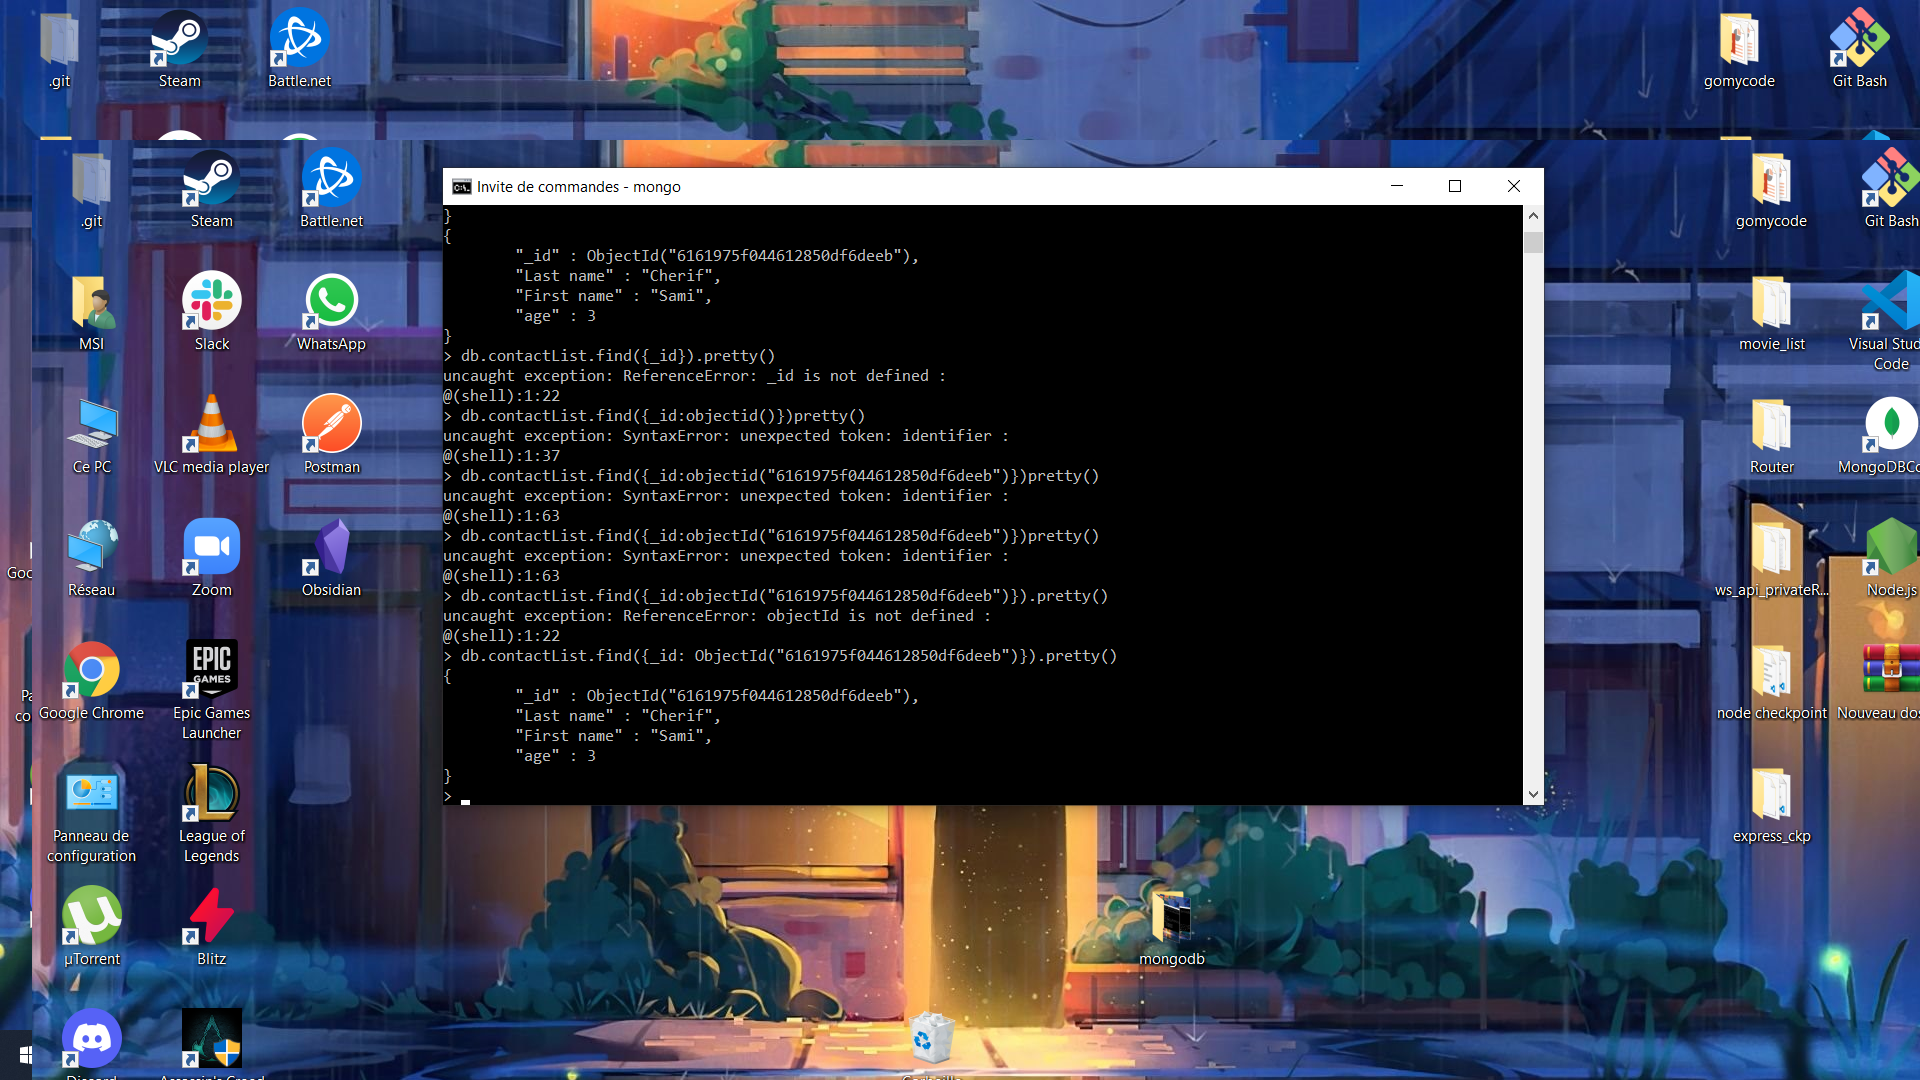 .git
Steam
Battle.net
gomycode
Git Bash
.git
Steam
Battle.net
gomycode
Git Bash
Invite de commandes - mongo
}
{
"_id" : ObjectId("6161975f044612850df6deeb"),
"Last name" : "Cherif",
"First name" : "Sami",
"age" : 3
}
> db.contactList.find({_id}).pretty()
uncaught exception: ReferenceError: _id is not defined :
@(shell):1:22
> db.contactList.find({_id:objectid()})pretty()
uncaught exception: SyntaxError: unexpected token: identifier :
@(shell):1:37
> db.contactList.find({_id:objectid("6161975f044612850df6deeb")})pretty()
uncaught exception: SyntaxError: unexpected token: identifier :
@(shell):1:63
> db.contactList.find({_id:objectId("6161975f044612850df6deeb")})pretty()
uncaught exception: SyntaxError: unexpected token: identifier :
@(shell):1:63
> db.contactList.find({_id:objectId("6161975f044612850df6deeb")}).pretty()
uncaught exception: ReferenceError: objectId is not defined :
@(shell):1:22
> db.contactList.find({_id: ObjectId("6161975f044612850df6deeb")}).pretty()
{
"_id" : ObjectId("6161975f044612850df6deeb"),
"Last name" : "Cherif",
"First name" : "Sami",
"age" : 3
}
>
MSI
Slack
WhatsApp
movie_list
Visual Stud
Code
Ce PC
VLC media player
Postman
Router
MongoDBCo
Goo
Réseau
Zoom
Obsidian
ws_api_privateR...
Node.js
Pa
co
Google Chrome
EPIC
GAMES
Epic Games
Launcher
node checkpoint
Nouveau dos
Panneau de
configuration
League of
Legends
express_ckp
µTorrent
Blitz
mongodb